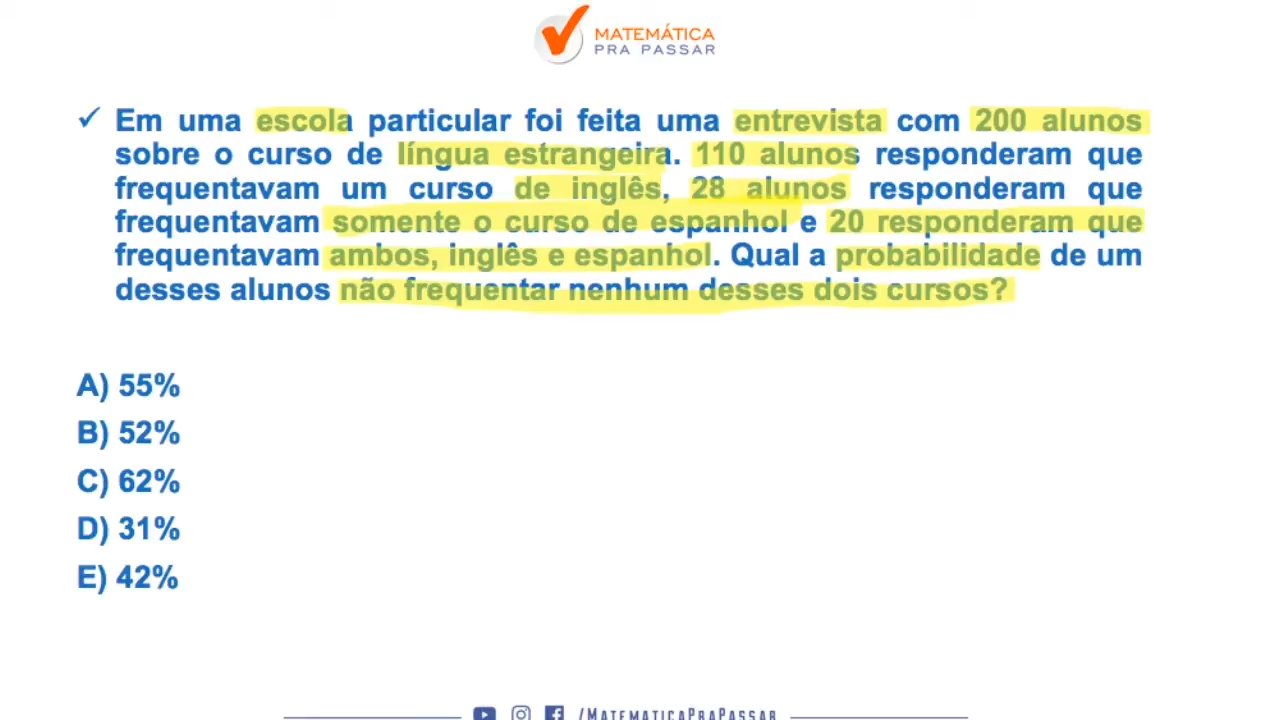 MATEMÁTICA
PRA PASSAR
✓ Em uma escola particular foi feita uma entrevista com 200 alunos
sobre o curso de língua estrangeira. 110 alunos responderam que
frequentavam um curso de inglês, 28 alunos responderam que
frequentavam somente o curso de espanhol e 20 responderam que
frequentavam ambos, inglês e espanhol. Qual a probabilidade de um
desses alunos não frequentar nenhum desses dois cursos?
A) 55%
B) 52%
C) 62%
D) 31%
E) 42%
/MATEMATICAPRAPASSAR